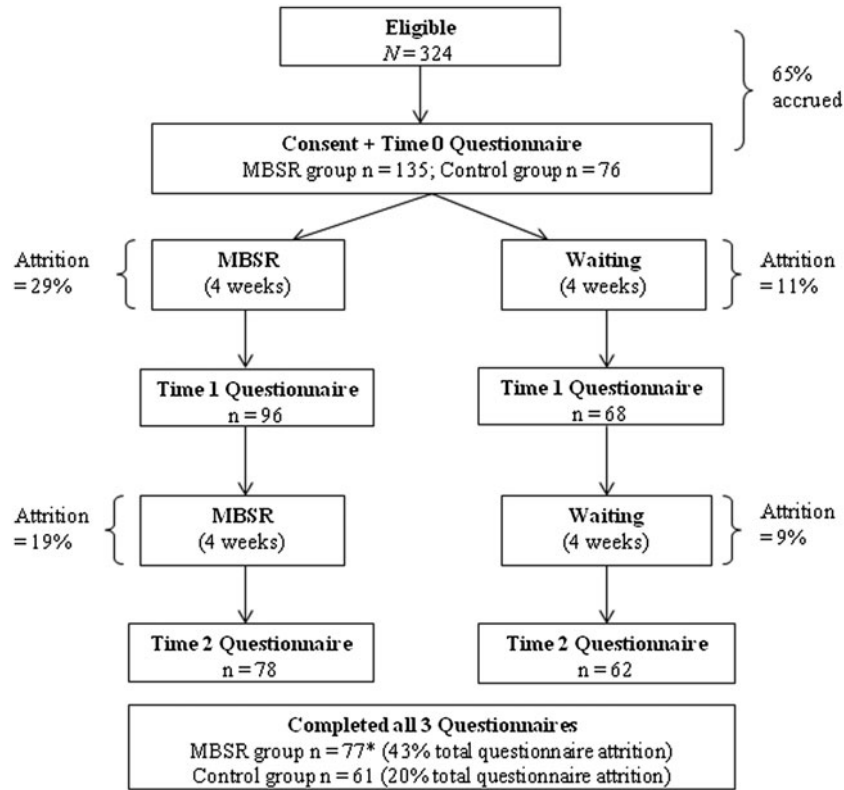 Eligible
N = 324
65%
accrued
Consent + Time 0 Questionnaire
MBSR group n = 135; Control group n = 76
Attrition
= 29%
MBSR
(4 weeks)
Waiting
(4 weeks)
Attrition
= 11%
Time 1 Questionnaire
n = 96
Time 1 Questionnaire
n = 68
Attrition
= 19%
MBSR
(4 weeks)
Waiting
(4 weeks)
Attrition
= 9%
Time 2 Questionnaire
n = 78
Time 2 Questionnaire
n = 62
Completed all 3 Questionnaires
MBSR group n = 77* (43% total questionnaire attrition)
Control group n = 61 (20% total questionnaire attrition)